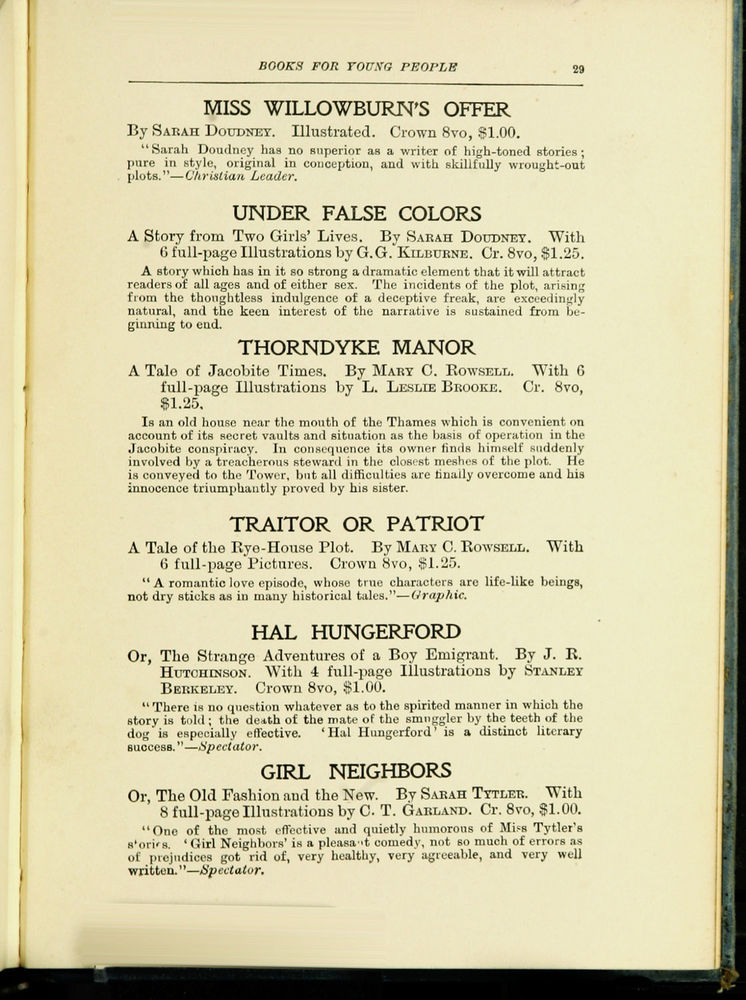 BOOKS FOR YOUNG PEOPLE 29
MISS WILLOWBURN'S OFFER
By SARAH DOUDNEY. Illustrated. Crown 8vo, $1.00.
"Sarah Doudney has no superior as a writer of high-toned stories;
pure in style, original in conception, and with skillfully wrought-out
plots."—Christian Leader.
UNDER FALSE COLORS
A Story from Two Girls' Lives. By SARAH DOUDNEY. With
6 full-page Illustrations by G.G. KILBURNE. Cr. 8vo, $1.25.
A story which has in it so strong a dramatic element that it will attract
readers of all ages and of either sex. The incidents of the plot, arising
from the thoughtless indulgence of a deceptive freak, are exceedingly
natural, and the keen interest of the narrative is sustained from be-
ginning to end.
THORNDYKE MANOR
A Tale of Jacobite Times. By MARY C. ROWSELL. With 6
full-page Illustrations by L. LESLIE BROOKE. Cr. 8vo,
$1.25.
Is an old house near the mouth of the Thames which is convenient on
account of its secret vaults and situation as the basis of operation in the
Jacobite conspiracy. In consequence its owner finds himself suddenly
involved by a treacherous steward in the closest meshes of the plot. He
is conveyed to the Tower, but all difficulties are finally overcome and his
innocence triumphantly proved by his sister.
TRAITOR OR PATRIOT
A Tale of the Rye-House Plot. By MARY C. ROWSELL. With
6 full-page Pictures. Crown 8vo, $1.25.
"A romantic love episode, whose true characters are life-like beings,
not dry sticks as in many historical tales."—Graphic.
HAL HUNGERFORD
Or, The Strange Adventures of a Boy Emigrant. By J. R.
HUTCHINSON. With 4 full-page Illustrations by STANLEY
BERKELEY. Crown 8vo, $1.00.
"There is no question whatever as to the spirited manner in which the
story is told; the death of the mate of the smuggler by the teeth of the
dog is especially effective. 'Hal Hungerford' is a distinct literary
success."—Spectator.
GIRL NEIGHBORS
Or, The Old Fashion and the New. By SARAH TYTLER. With
8 full-page Illustrations by C. T. GARLAND. Cr. 8vo, $1.00.
"One of the most effective and quietly humorous of Miss Tytler's
stories. 'Girl Neighbors' is a pleasant comedy, not so much of errors as
of prejudices got rid of, very healthy, very agreeable, and very well
written."—Spectator.